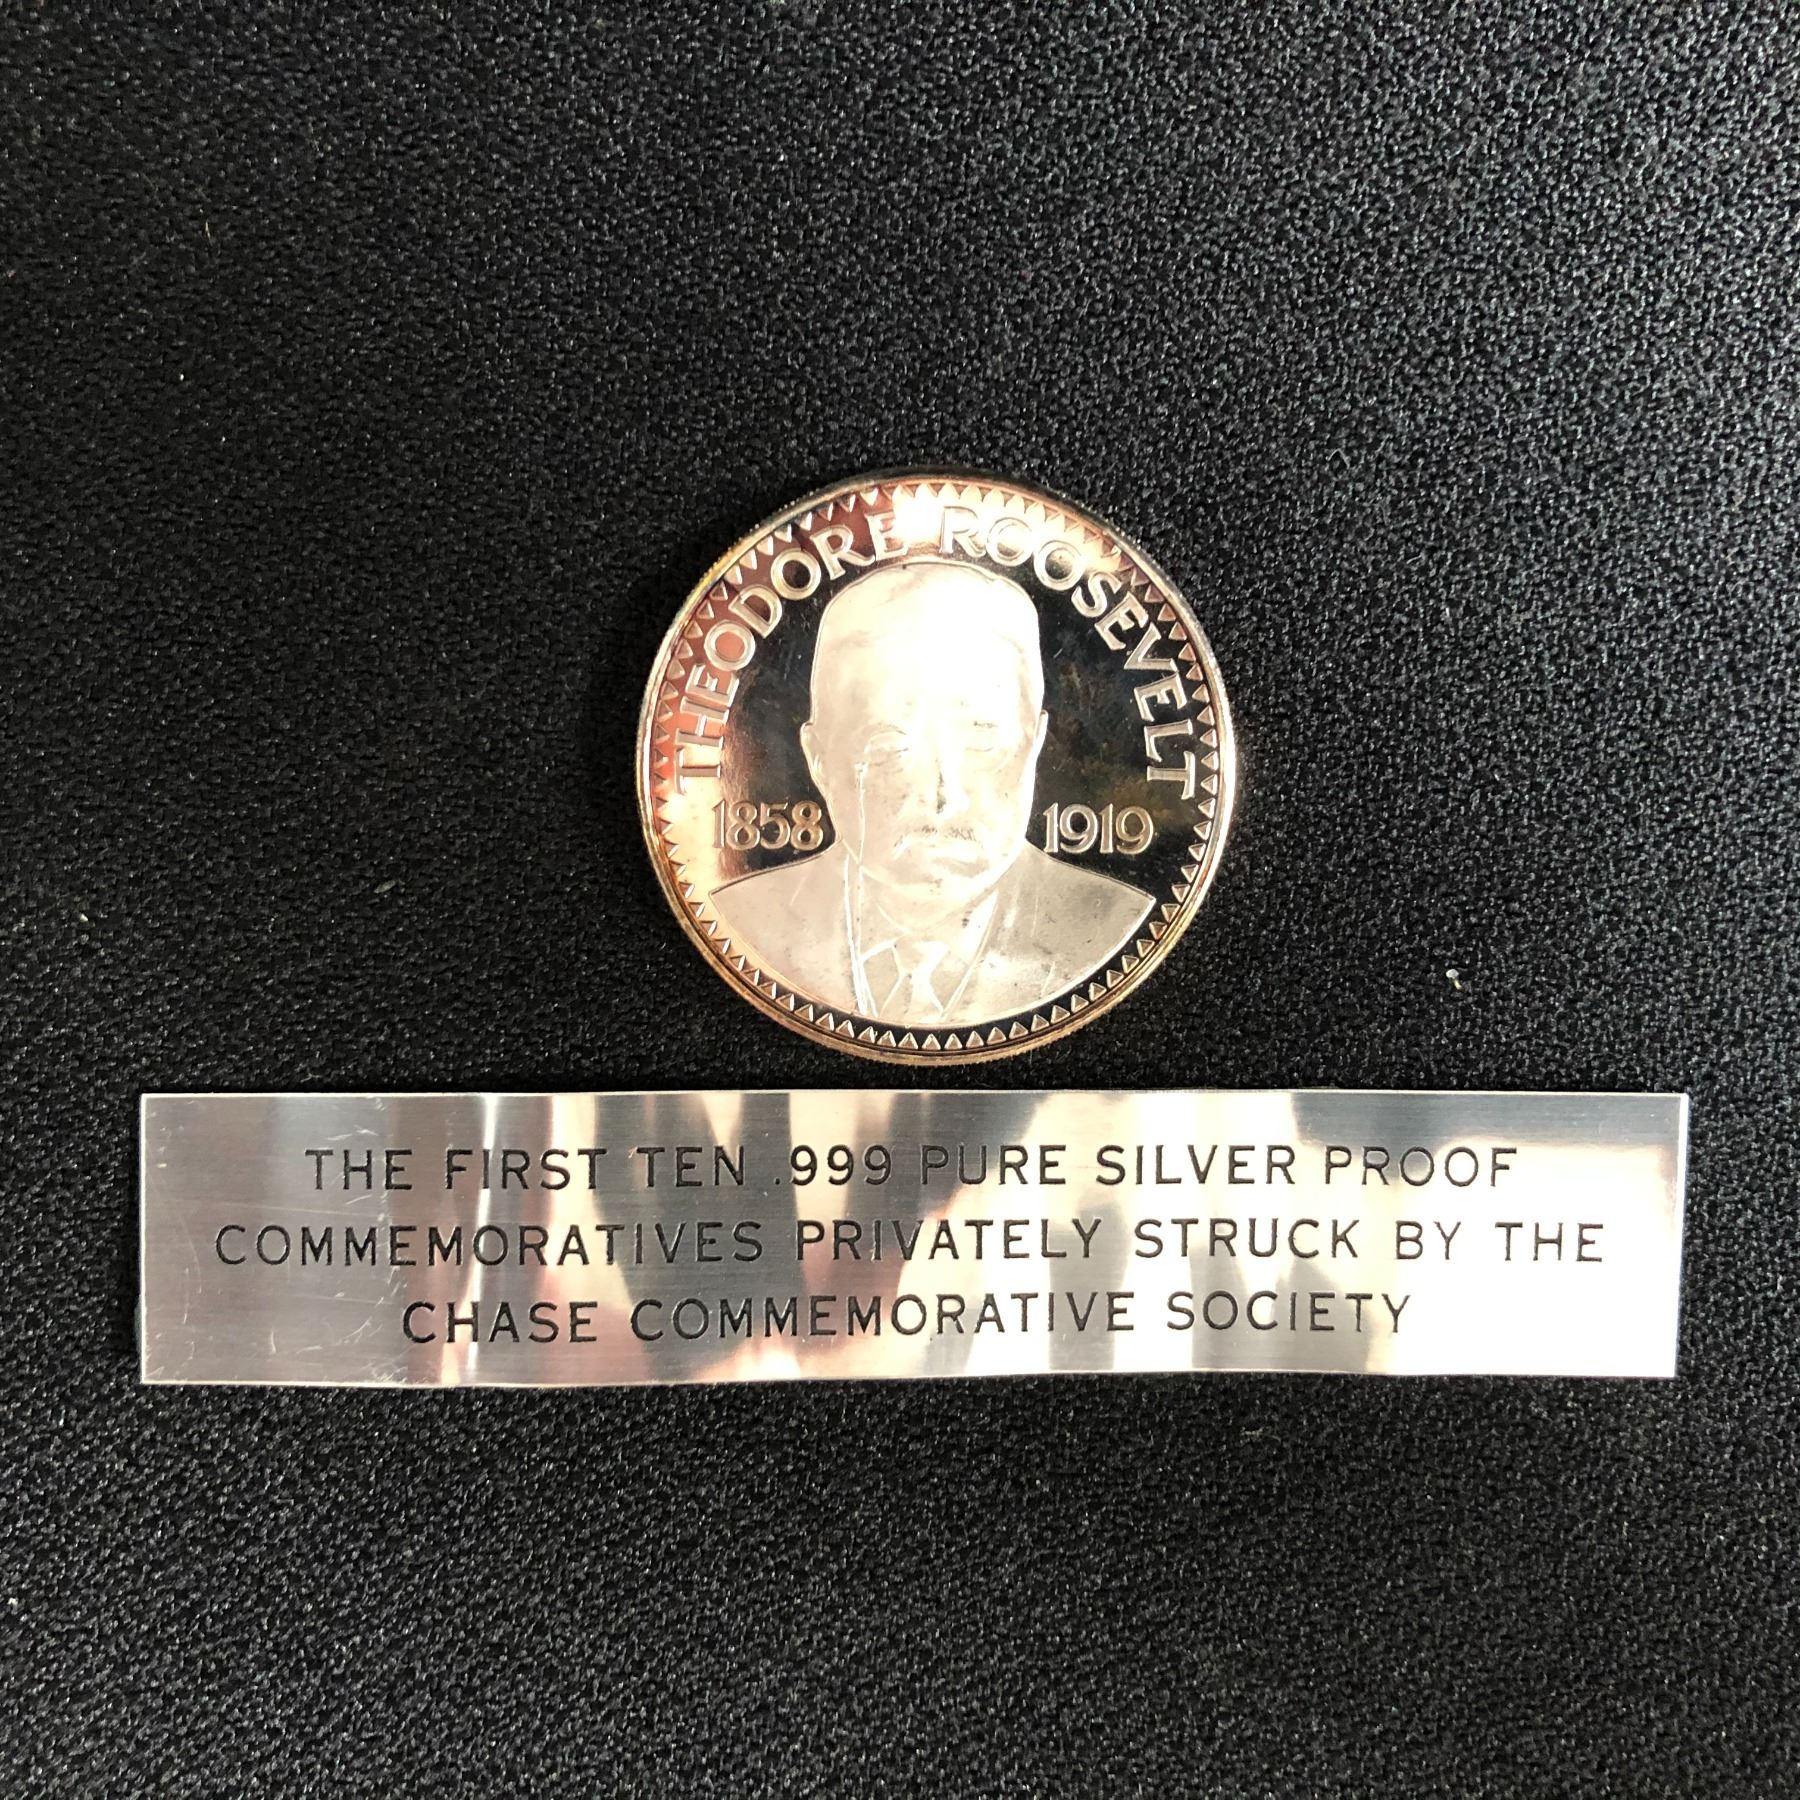 THEODORE ROOSEVELT
1858 1919
THE FIRST TEN .999 PURE SILVER PROOF
COMMEMORATIVES PRIVATELY STRUCK BY THE
CHASE COMMEMORATIVE SOCIETY